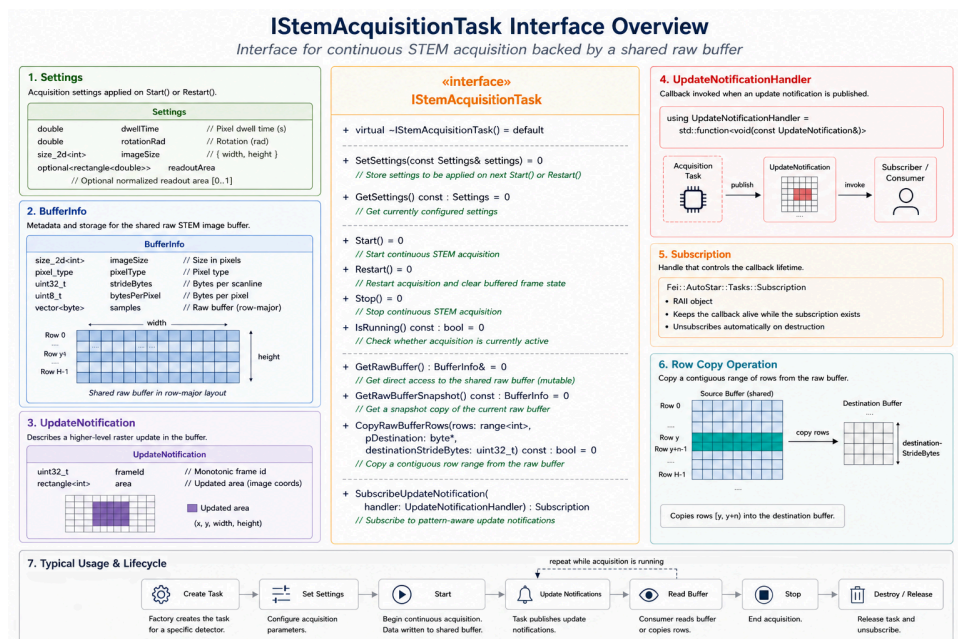 IStemAcquisitionTask Interface Overview
Interface for continuous STEM acquisition backed by a shared raw buffer
1. Settings
Acquisition settings applied on Start() or Restart().
Settings
double dwellTime // Pixel dwell time (s)
double rotationRad // Rotation (rad)
size_2d<int> imageSize // { width, height }
optional<rectangle<double>> readoutArea
// Optional normalized readout area [0..1]
2. BufferInfo
Metadata and storage for the shared raw STEM image buffer.
BufferInfo
size_2d<int> imageSize // Size in pixels
pixel_type pixelType // Pixel type
uint32_t strideBytes // Bytes per scanline
uint8_t bytesPerPixel // Bytes per pixel
vector<byte> samples // Raw buffer (row-major)
width
Row 0
....
Row y4
....
Row H-1
height
Shared raw buffer in row-major layout
3. UpdateNotification
Describes a higher-level raster update in the buffer.
UpdateNotification
uint32_t frameId // Monotonic frame id
rectangle<int> area // Updated area (image coords)
Updated area
(x, y, width, height)
«interface»
IStemAcquisitionTask
+ virtual ~IStemAcquisitionTask() = default
+ SetSettings(const Settings& settings) = 0
// Store settings to be applied on next Start() or Restart()
+ GetSettings() const : Settings = 0
// Get currently configured settings
+ Start() = 0
// Start continuous STEM acquisition
+ Restart() = 0
// Restart acquisition and clear buffered frame state
+ Stop() = 0
// Stop continuous STEM acquisition
+ IsRunning() const : bool = 0
// Check whether acquisition is currently active
+ GetRawBuffer() : BufferInfo& = 0
// Get direct access to the shared raw buffer (mutable)
+ GetRawBufferSnapshot() const : BufferInfo = 0
// Get a snapshot copy of the current raw buffer
+ CopyRawBufferRows(rows: range<int>,
pDestination: byte*,
destinationStrideBytes: uint32_t) const : bool = 0
// Copy a contiguous row range from the raw buffer
+ SubscribeUpdateNotification(
handler: UpdateNotificationHandler) : Subscription
// Subscribe to pattern-aware update notifications
4. UpdateNotificationHandler
Callback invoked when an update notification is published.
using UpdateNotificationHandler =
std::function<void(const UpdateNotification&)>
Acquisition
Task
publish
UpdateNotification
....
invoke
Subscriber /
Consumer
5. Subscription
Handle that controls the callback lifetime.
Fei::AutoStar::Tasks::Subscription
• RAII object
• Keeps the callback alive while the subscription exists
• Unsubscribes automatically on destruction
6. Row Copy Operation
Copy a contiguous range of rows from the raw buffer.
Source Buffer (shared)
Row 0
....
Row y
Row y+n-1
....
Row H-1
....
copy rows
Destination Buffer
....
destination-
StrideBytes
Copies rows [y, y+n) into the destination buffer.
7. Typical Usage & Lifecycle
repeat while acquisition is running
Create Task
Factory creates the task
for a specific detector.
Set Settings
Configure acquisition
parameters.
Start
Begin continuous acquisition.
Data written to shared buffer.
Update Notifications
Task publishes update
notifications.
Read Buffer
Consumer reads buffer
or copies rows.
Stop
End acquisition.
Destroy / Release
Release task and
unsubscribe.